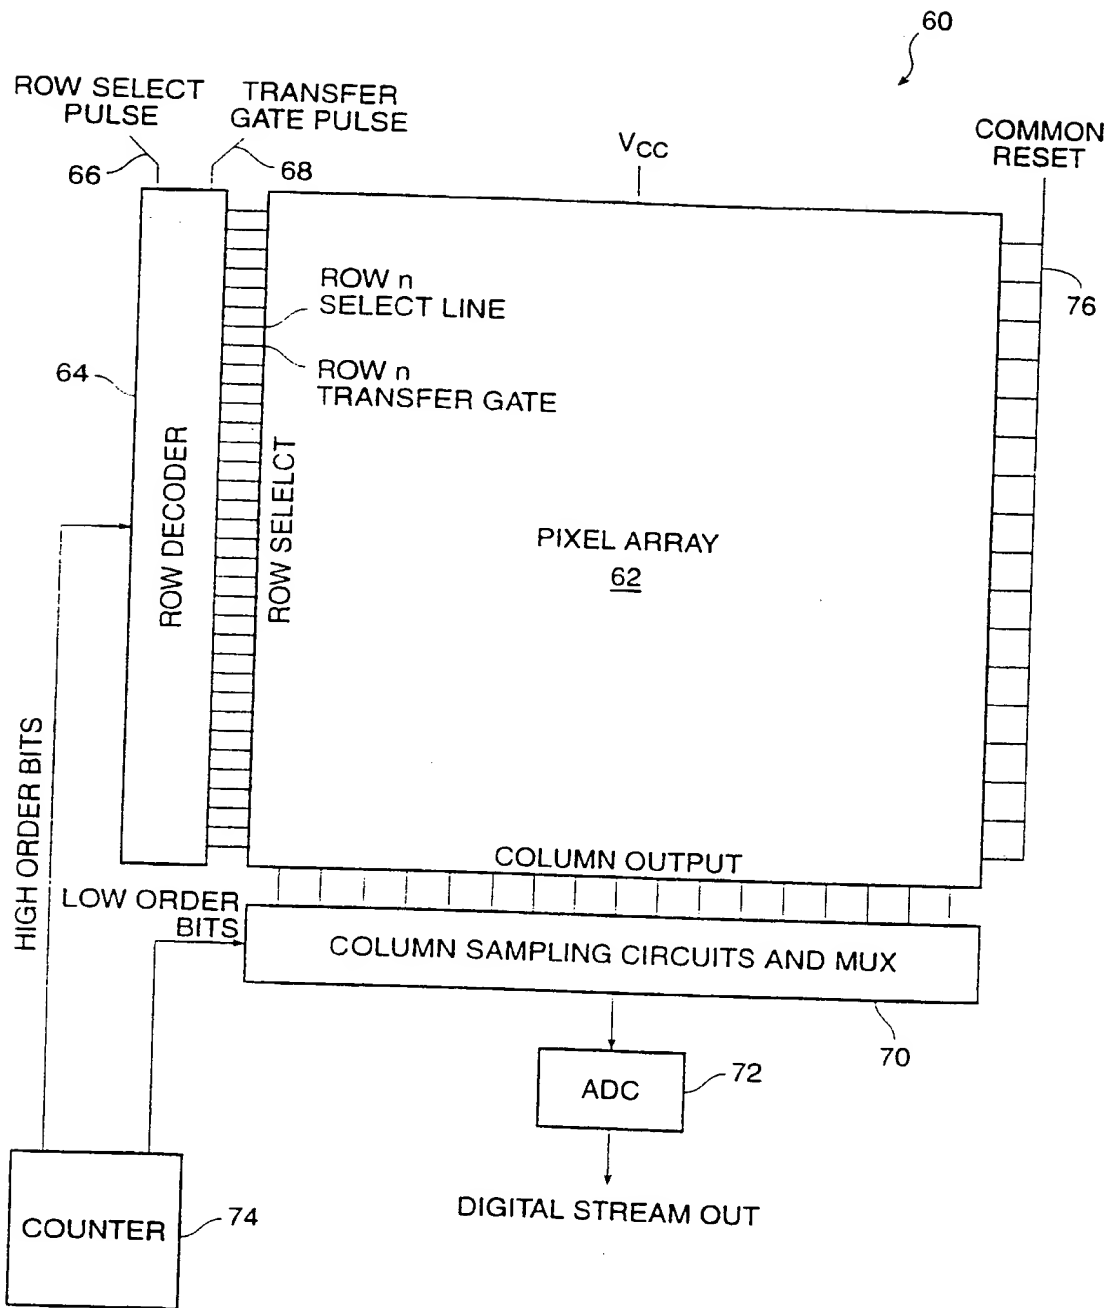 60
ROW SELECT
PULSE
TRANSFER
GATE PULSE
66
68
VCC
COMMON
RESET
76
ROW n
SELECT LINE
ROW n
TRANSFER GATE
64
ROW DECODER
ROW SELELCT
PIXEL ARRAY
62
HIGH ORDER BITS
COLUMN OUTPUT
LOW ORDER
BITS
COLUMN SAMPLING CIRCUITS AND MUX
70
ADC
72
DIGITAL STREAM OUT
COUNTER
74